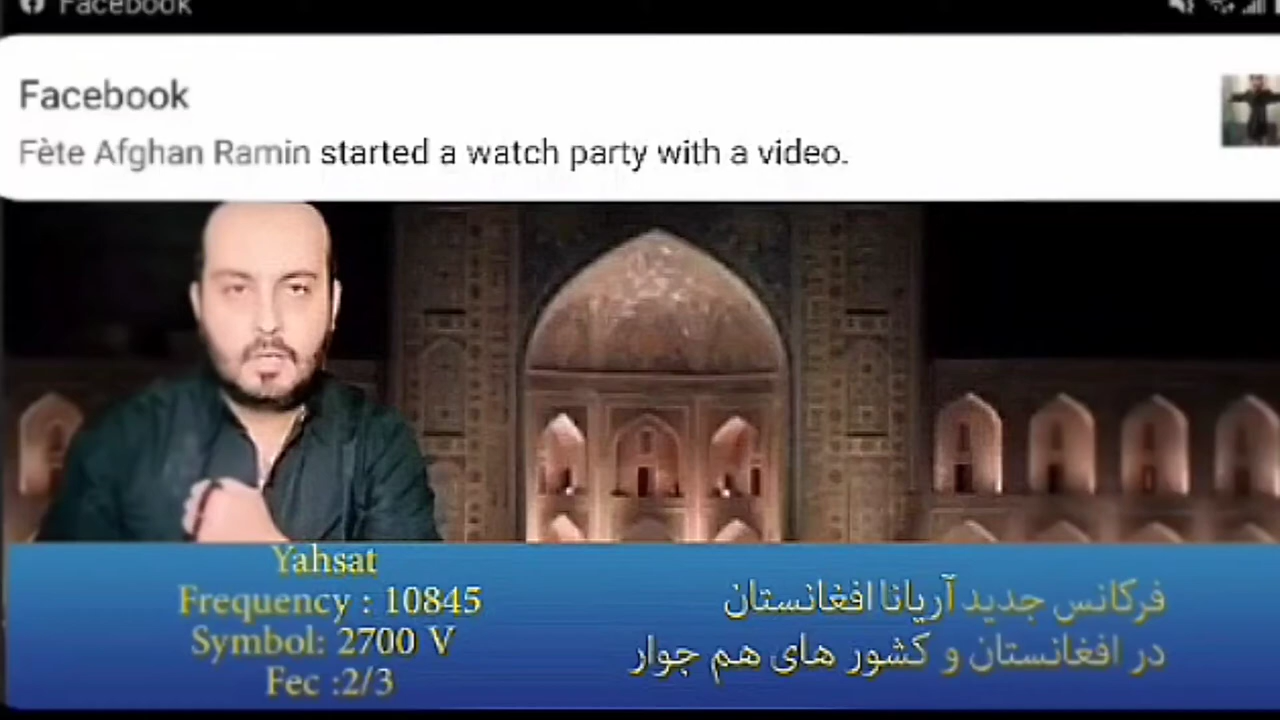 Facebook
Facebook
Fète Afghan Ramin started a watch party with a video.
Yahsat
Frequency : 10845
Symbol: 2700 V
Fec :2/3
فرکانس جدید آریانا افغانستان
در افغانستان و کشور های هم جوار